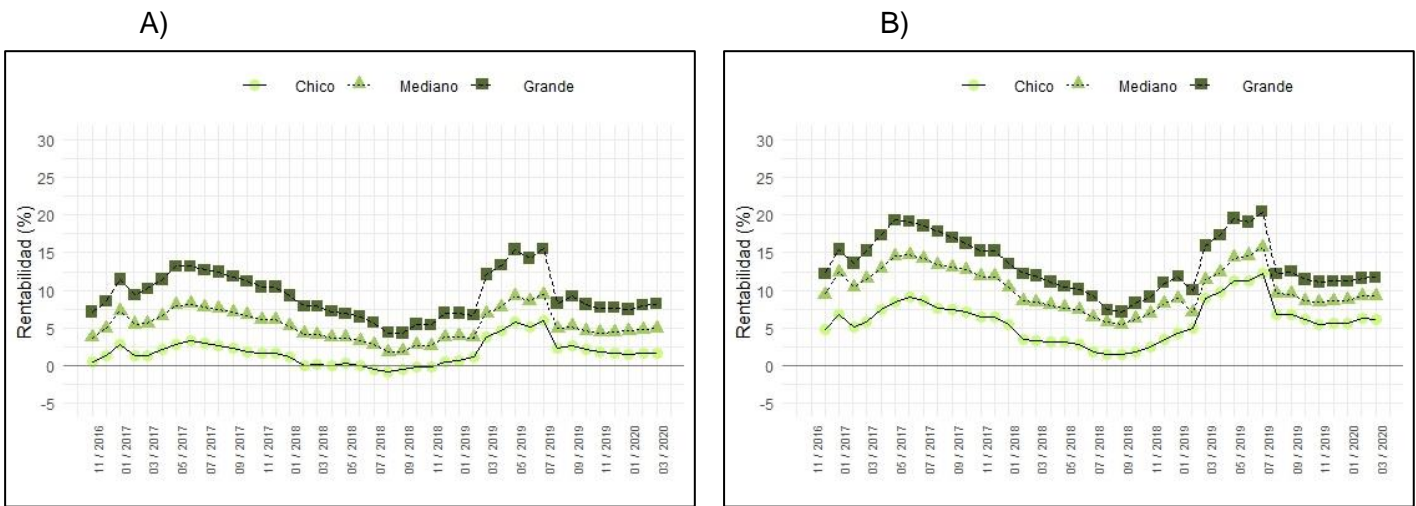 A)
B)
Chico Mediano Grande
Rentabilidad (%)
30
25
20
15
10
5
0
-5
11 / 2016
01 / 2017
03 / 2017
05 / 2017
07 / 2017
09 / 2017
11 / 2017
01 / 2018
03 / 2018
05 / 2018
07 / 2018
09 / 2018
11 / 2018
01 / 2019
03 / 2019
05 / 2019
07 / 2019
09 / 2019
11 / 2019
01 / 2020
03 / 2020
Chico Mediano Grande
Rentabilidad (%)
30
25
20
15
10
5
0
-5
11 / 2016
01 / 2017
03 / 2017
05 / 2017
07 / 2017
09 / 2017
11 / 2017
01 / 2018
03 / 2018
05 / 2018
07 / 2018
09 / 2018
11 / 2018
01 / 2019
03 / 2019
05 / 2019
07 / 2019
09 / 2019
11 / 2019
01 / 2020
03 / 2020